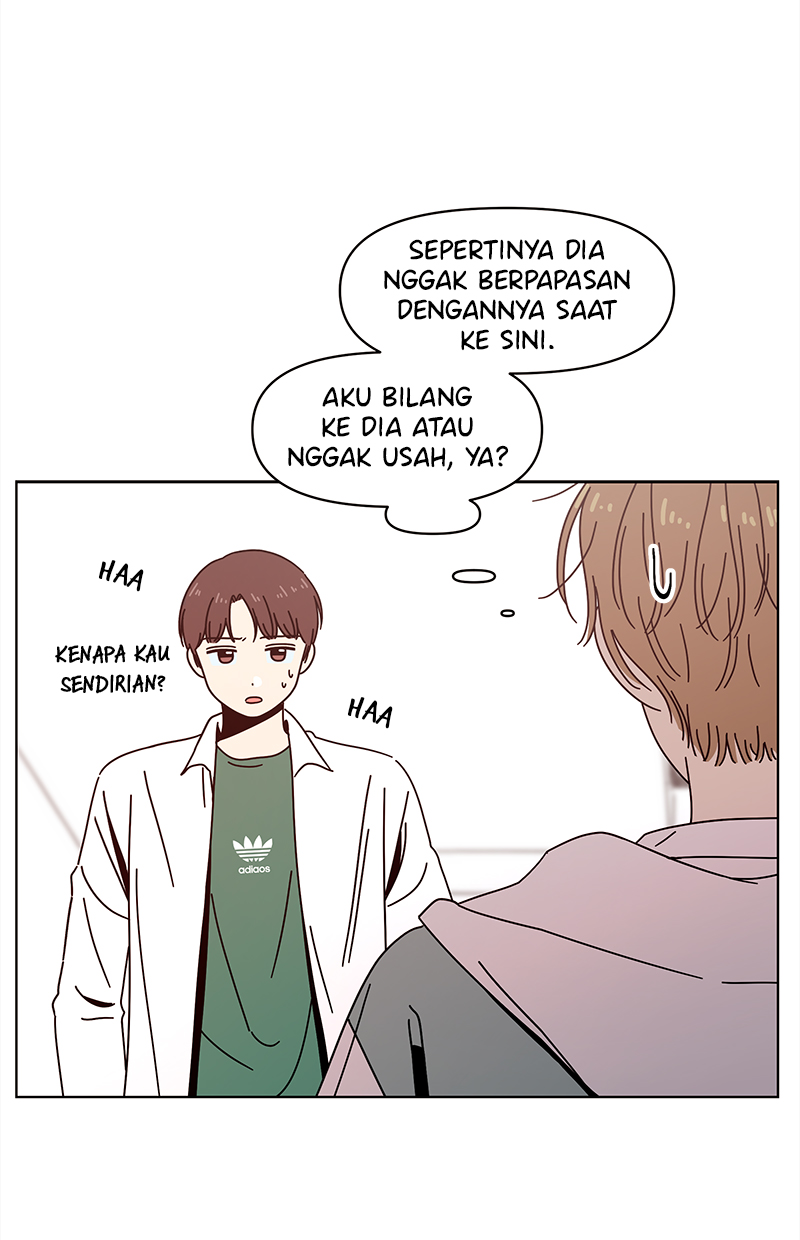 SEPERTINYA DIA
NGGAK BERPAPASAN
DENGANNYA SAAT
KE SINI.
AKU BILANG
KE DIA ATAU
NGGAK USAH, YA?
HAA
KENAPA KAU
SENDIRIAN?
HAA
adiaos